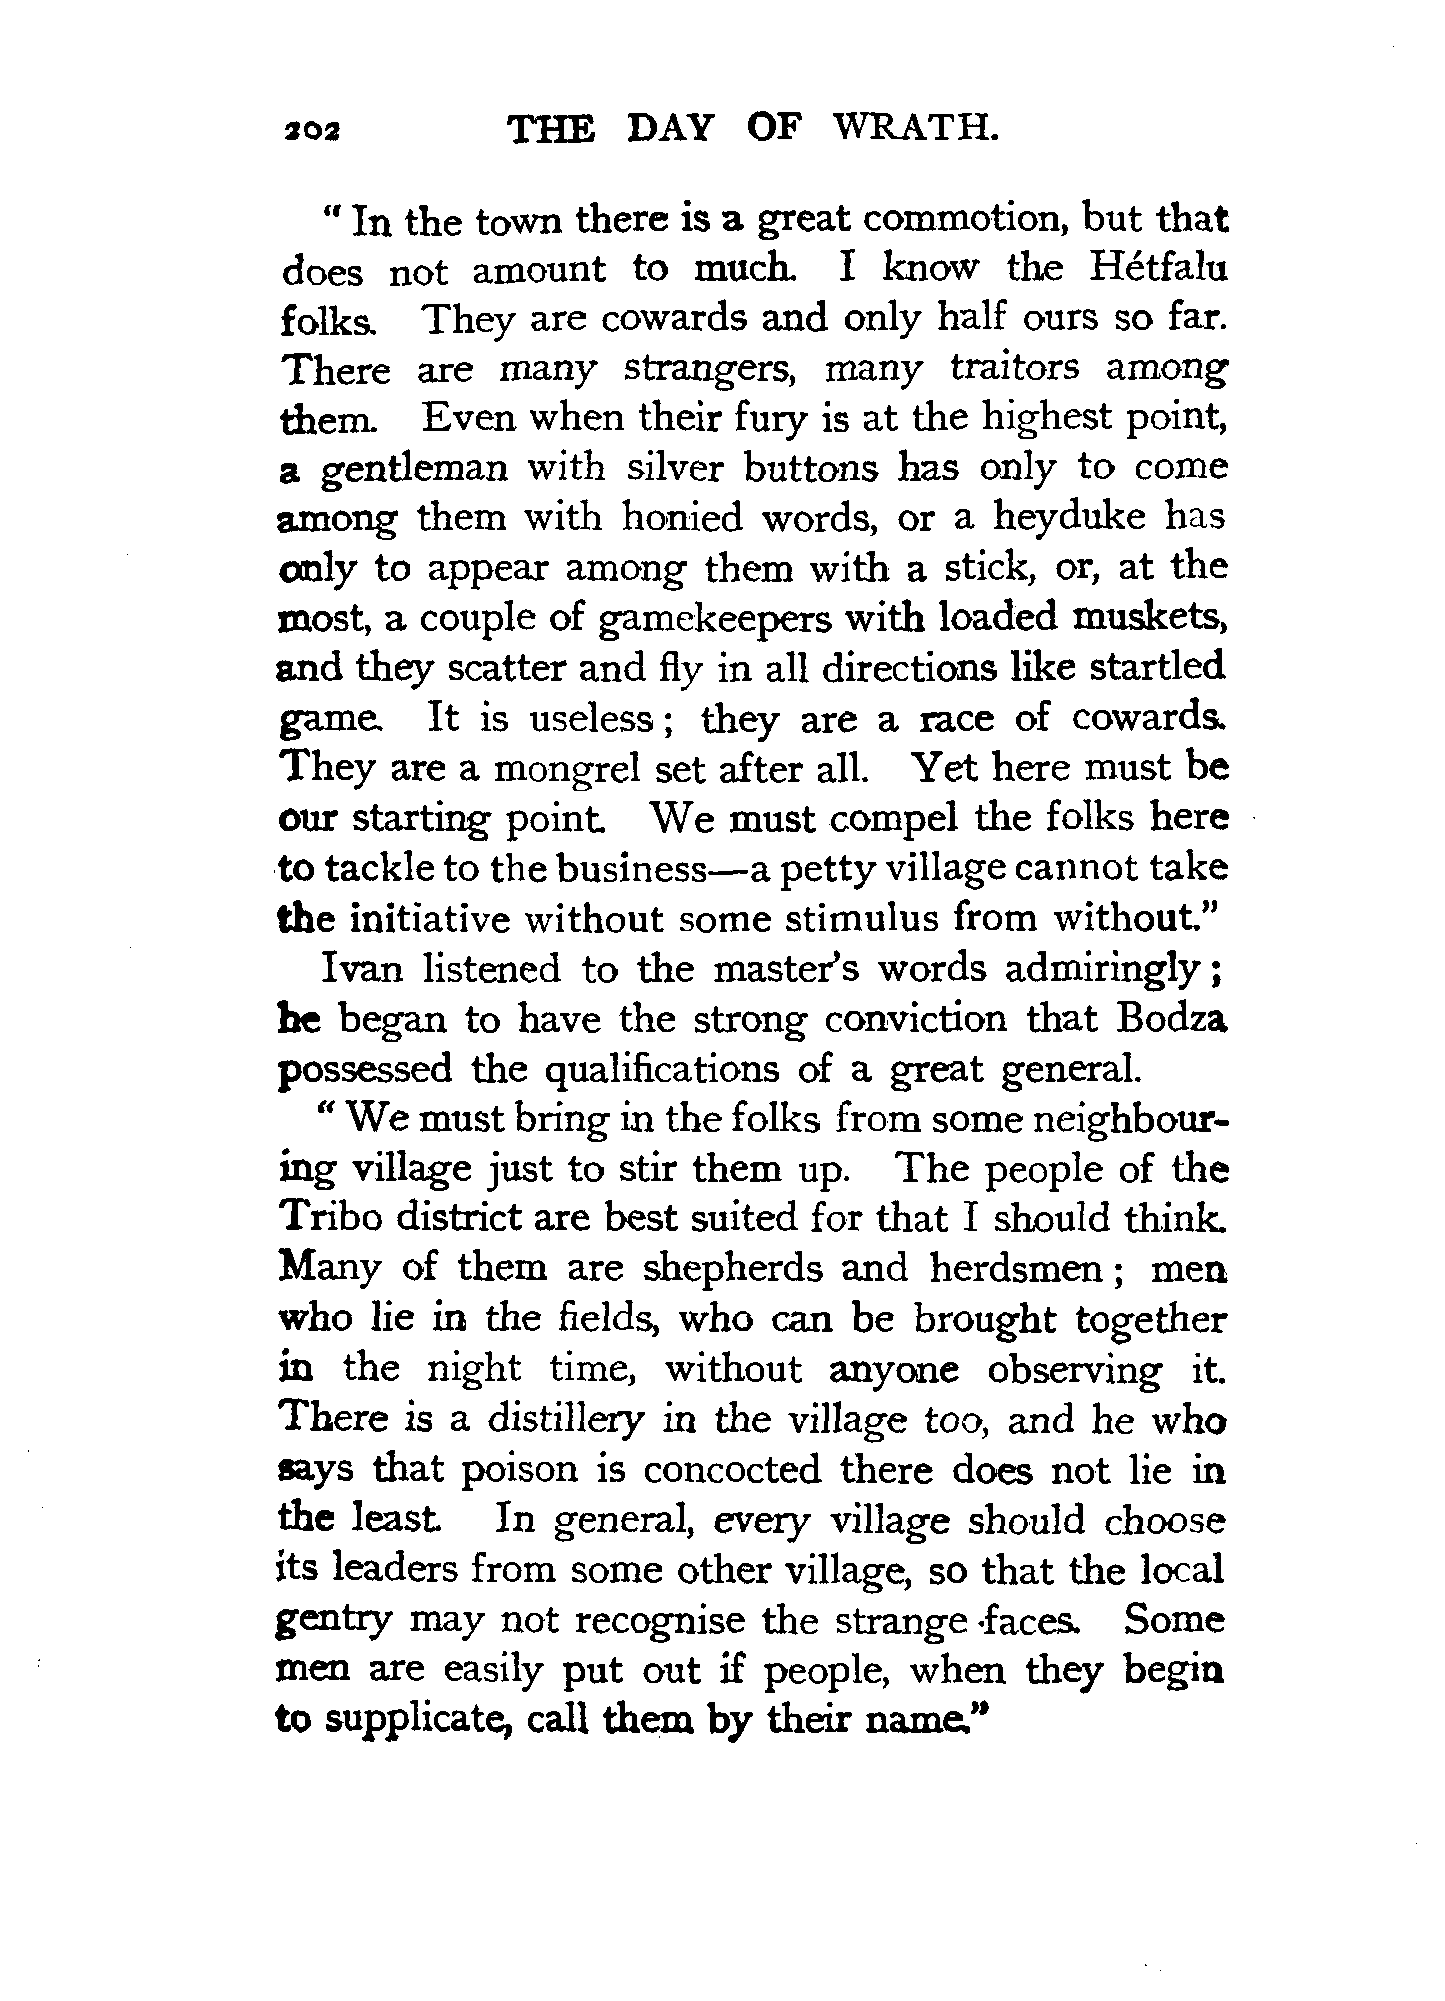 202 THE DAY OF WRATH.
" In the town there is a great commotion, but that
does not amount to much. I know the Hétfalu
folks. They are cowards and only half ours so far.
There are many strangers, many traitors among
them. Even when their fury is at the highest point,
a gentleman with silver buttons has only to come
among them with honied words, or a heyduke has
only to appear among them with a stick, or, at the
most, a couple of gamekeepers with loaded muskets,
and they scatter and fly in all directions like startled
game. It is useless ; they are a race of cowards.
They are a mongrel set after all. Yet here must be
our starting point. We must compel the folks here
to tackle to the business—a petty village cannot take
the initiative without some stimulus from without."
Ivan listened to the master's words admiringly ;
he began to have the strong conviction that Bodza
possessed the qualifications of a great general.
" We must bring in the folks from some neighbour-
ing village just to stir them up. The people of the
Tribo district are best suited for that I should think.
Many of them are shepherds and herdsmen ; men
who lie in the fields, who can be brought together
in the night time, without anyone observing it.
There is a distillery in the village too, and he who
says that poison is concocted there does not lie in
the least. In general, every village should choose
its leaders from some other village, so that the local
gentry may not recognise the strange faces. Some
men are easily put out if people, when they begin
to supplicate, call them by their name."